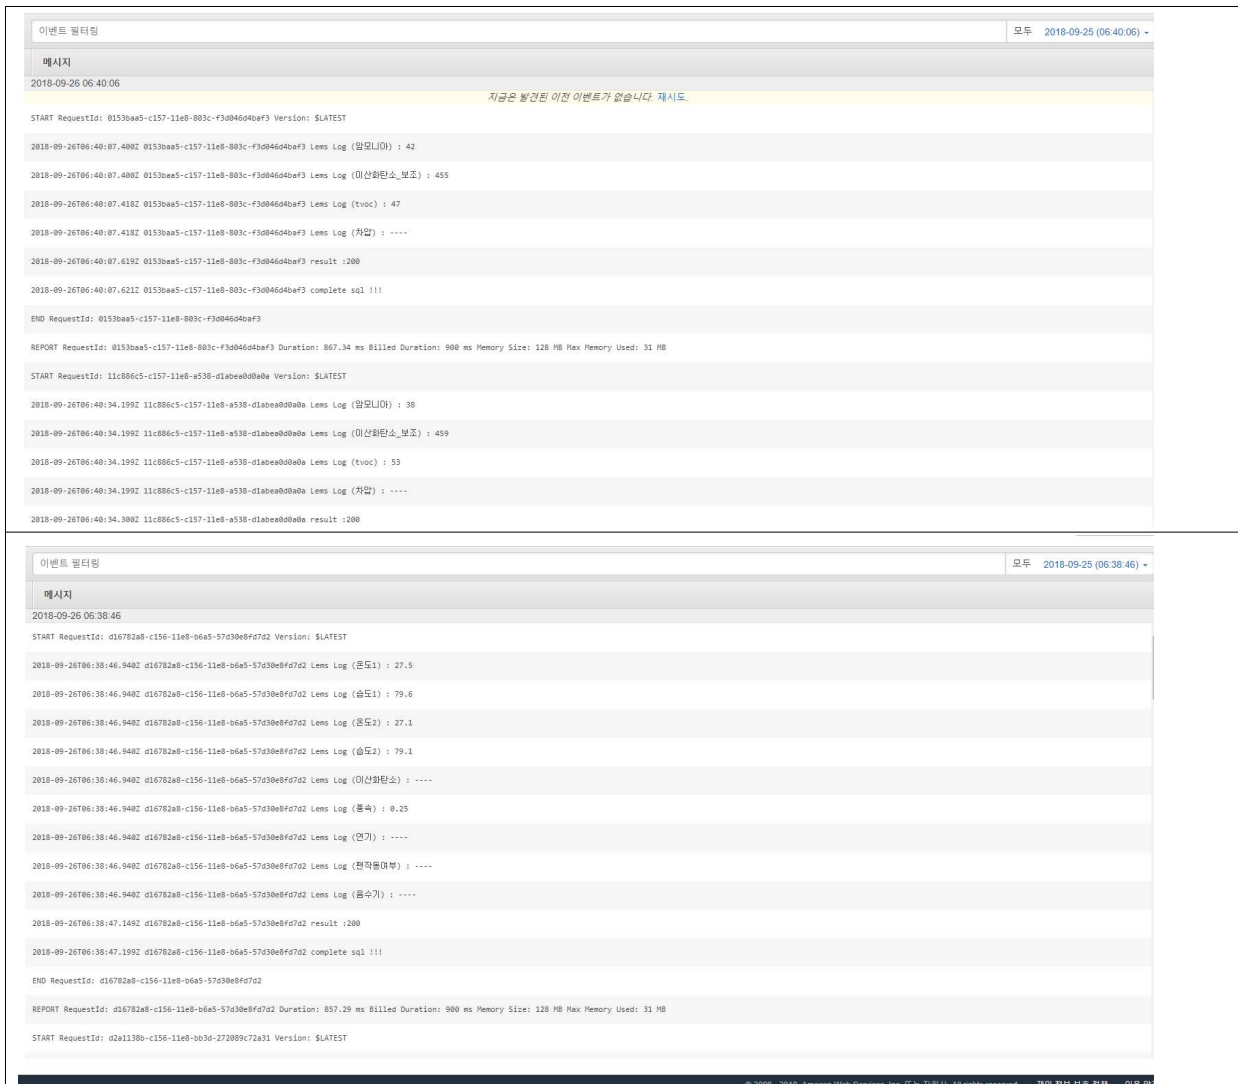 이벤트 필터링
모두 2018-09-25 (06:40:06)
메시지
2018-09-26 06:40:06
지금은 발견된 이전 이벤트가 없습니다. 재시도.
START RequestId: 0153baa5-c157-11e8-803c-f3d046d4baf3 Version: $LATEST
2018-09-26T06:40:07.400Z 0153baa5-c157-11e8-803c-f3d046d4baf3 Lems Log (암모니아) : 42
2018-09-26T06:40:07.400Z 0153baa5-c157-11e8-803c-f3d046d4baf3 Lems Log (이산화탄소_보조) : 455
2018-09-26T06:40:07.418Z 0153baa5-c157-11e8-803c-f3d046d4baf3 Lems Log (tvoc) : 47
2018-09-26T06:40:07.418Z 0153baa5-c157-11e8-803c-f3d046d4baf3 Lems Log (차압) : ----
2018-09-26T06:40:07.619Z 0153baa5-c157-11e8-803c-f3d046d4baf3 result :200
2018-09-26T06:40:07.621Z 0153baa5-c157-11e8-803c-f3d046d4baf3 complete sql !!!
END RequestId: 0153baa5-c157-11e8-803c-f3d046d4baf3
REPORT RequestId: 0153baa5-c157-11e8-803c-f3d046d4baf3 Duration: 867.34 ms Billed Duration: 900 ms Memory Size: 128 MB Max Memory Used: 31 MB
START RequestId: 11c886c5-c157-11e8-a538-d1abea0d0a0a Version: $LATEST
2018-09-26T06:40:34.199Z 11c886c5-c157-11e8-a538-d1abea0d0a0a Lems Log (암모니아) : 38
2018-09-26T06:40:34.199Z 11c886c5-c157-11e8-a538-d1abea0d0a0a Lems Log (이산화탄소_보조) : 459
2018-09-26T06:40:34.199Z 11c886c5-c157-11e8-a538-d1abea0d0a0a Lems Log (tvoc) : 53
2018-09-26T06:40:34.199Z 11c886c5-c157-11e8-a538-d1abea0d0a0a Lems Log (차압) : ----
2018-09-26T06:40:34.300Z 11c886c5-c157-11e8-a538-d1abea0d0a0a result :200
이벤트 필터링
모두 2018-09-25 (06:38:46)
메시지
2018-09-26 06:38:46
START RequestId: d16782a8-c156-11e8-b6a5-57d30e8fd7d2 Version: $LATEST
2018-09-26T06:38:46.940Z d16782a8-c156-11e8-b6a5-57d30e8fd7d2 Lems Log (온도1) : 27.5
2018-09-26T06:38:46.940Z d16782a8-c156-11e8-b6a5-57d30e8fd7d2 Lems Log (습도1) : 79.6
2018-09-26T06:38:46.940Z d16782a8-c156-11e8-b6a5-57d30e8fd7d2 Lems Log (온도2) : 27.1
2018-09-26T06:38:46.940Z d16782a8-c156-11e8-b6a5-57d30e8fd7d2 Lems Log (습도2) : 79.1
2018-09-26T06:38:46.940Z d16782a8-c156-11e8-b6a5-57d30e8fd7d2 Lems Log (이산화탄소) : ----
2018-09-26T06:38:46.940Z d16782a8-c156-11e8-b6a5-57d30e8fd7d2 Lems Log (풍속) : 0.25
2018-09-26T06:38:46.940Z d16782a8-c156-11e8-b6a5-57d30e8fd7d2 Lems Log (연기) : ----
2018-09-26T06:38:46.940Z d16782a8-c156-11e8-b6a5-57d30e8fd7d2 Lems Log (팬작동여부) : ----
2018-09-26T06:38:46.940Z d16782a8-c156-11e8-b6a5-57d30e8fd7d2 Lems Log (음수기) : ----
2018-09-26T06:38:47.149Z d16782a8-c156-11e8-b6a5-57d30e8fd7d2 result :200
2018-09-26T06:38:47.199Z d16782a8-c156-11e8-b6a5-57d30e8fd7d2 complete sql !!!
END RequestId: d16782a8-c156-11e8-b6a5-57d30e8fd7d2
REPORT RequestId: d16782a8-c156-11e8-b6a5-57d30e8fd7d2 Duration: 857.29 ms Billed Duration: 900 ms Memory Size: 128 MB Max Memory Used: 31 MB
START RequestId: d2a1138b-c156-11e8-bb3d-272089c72a31 Version: $LATEST